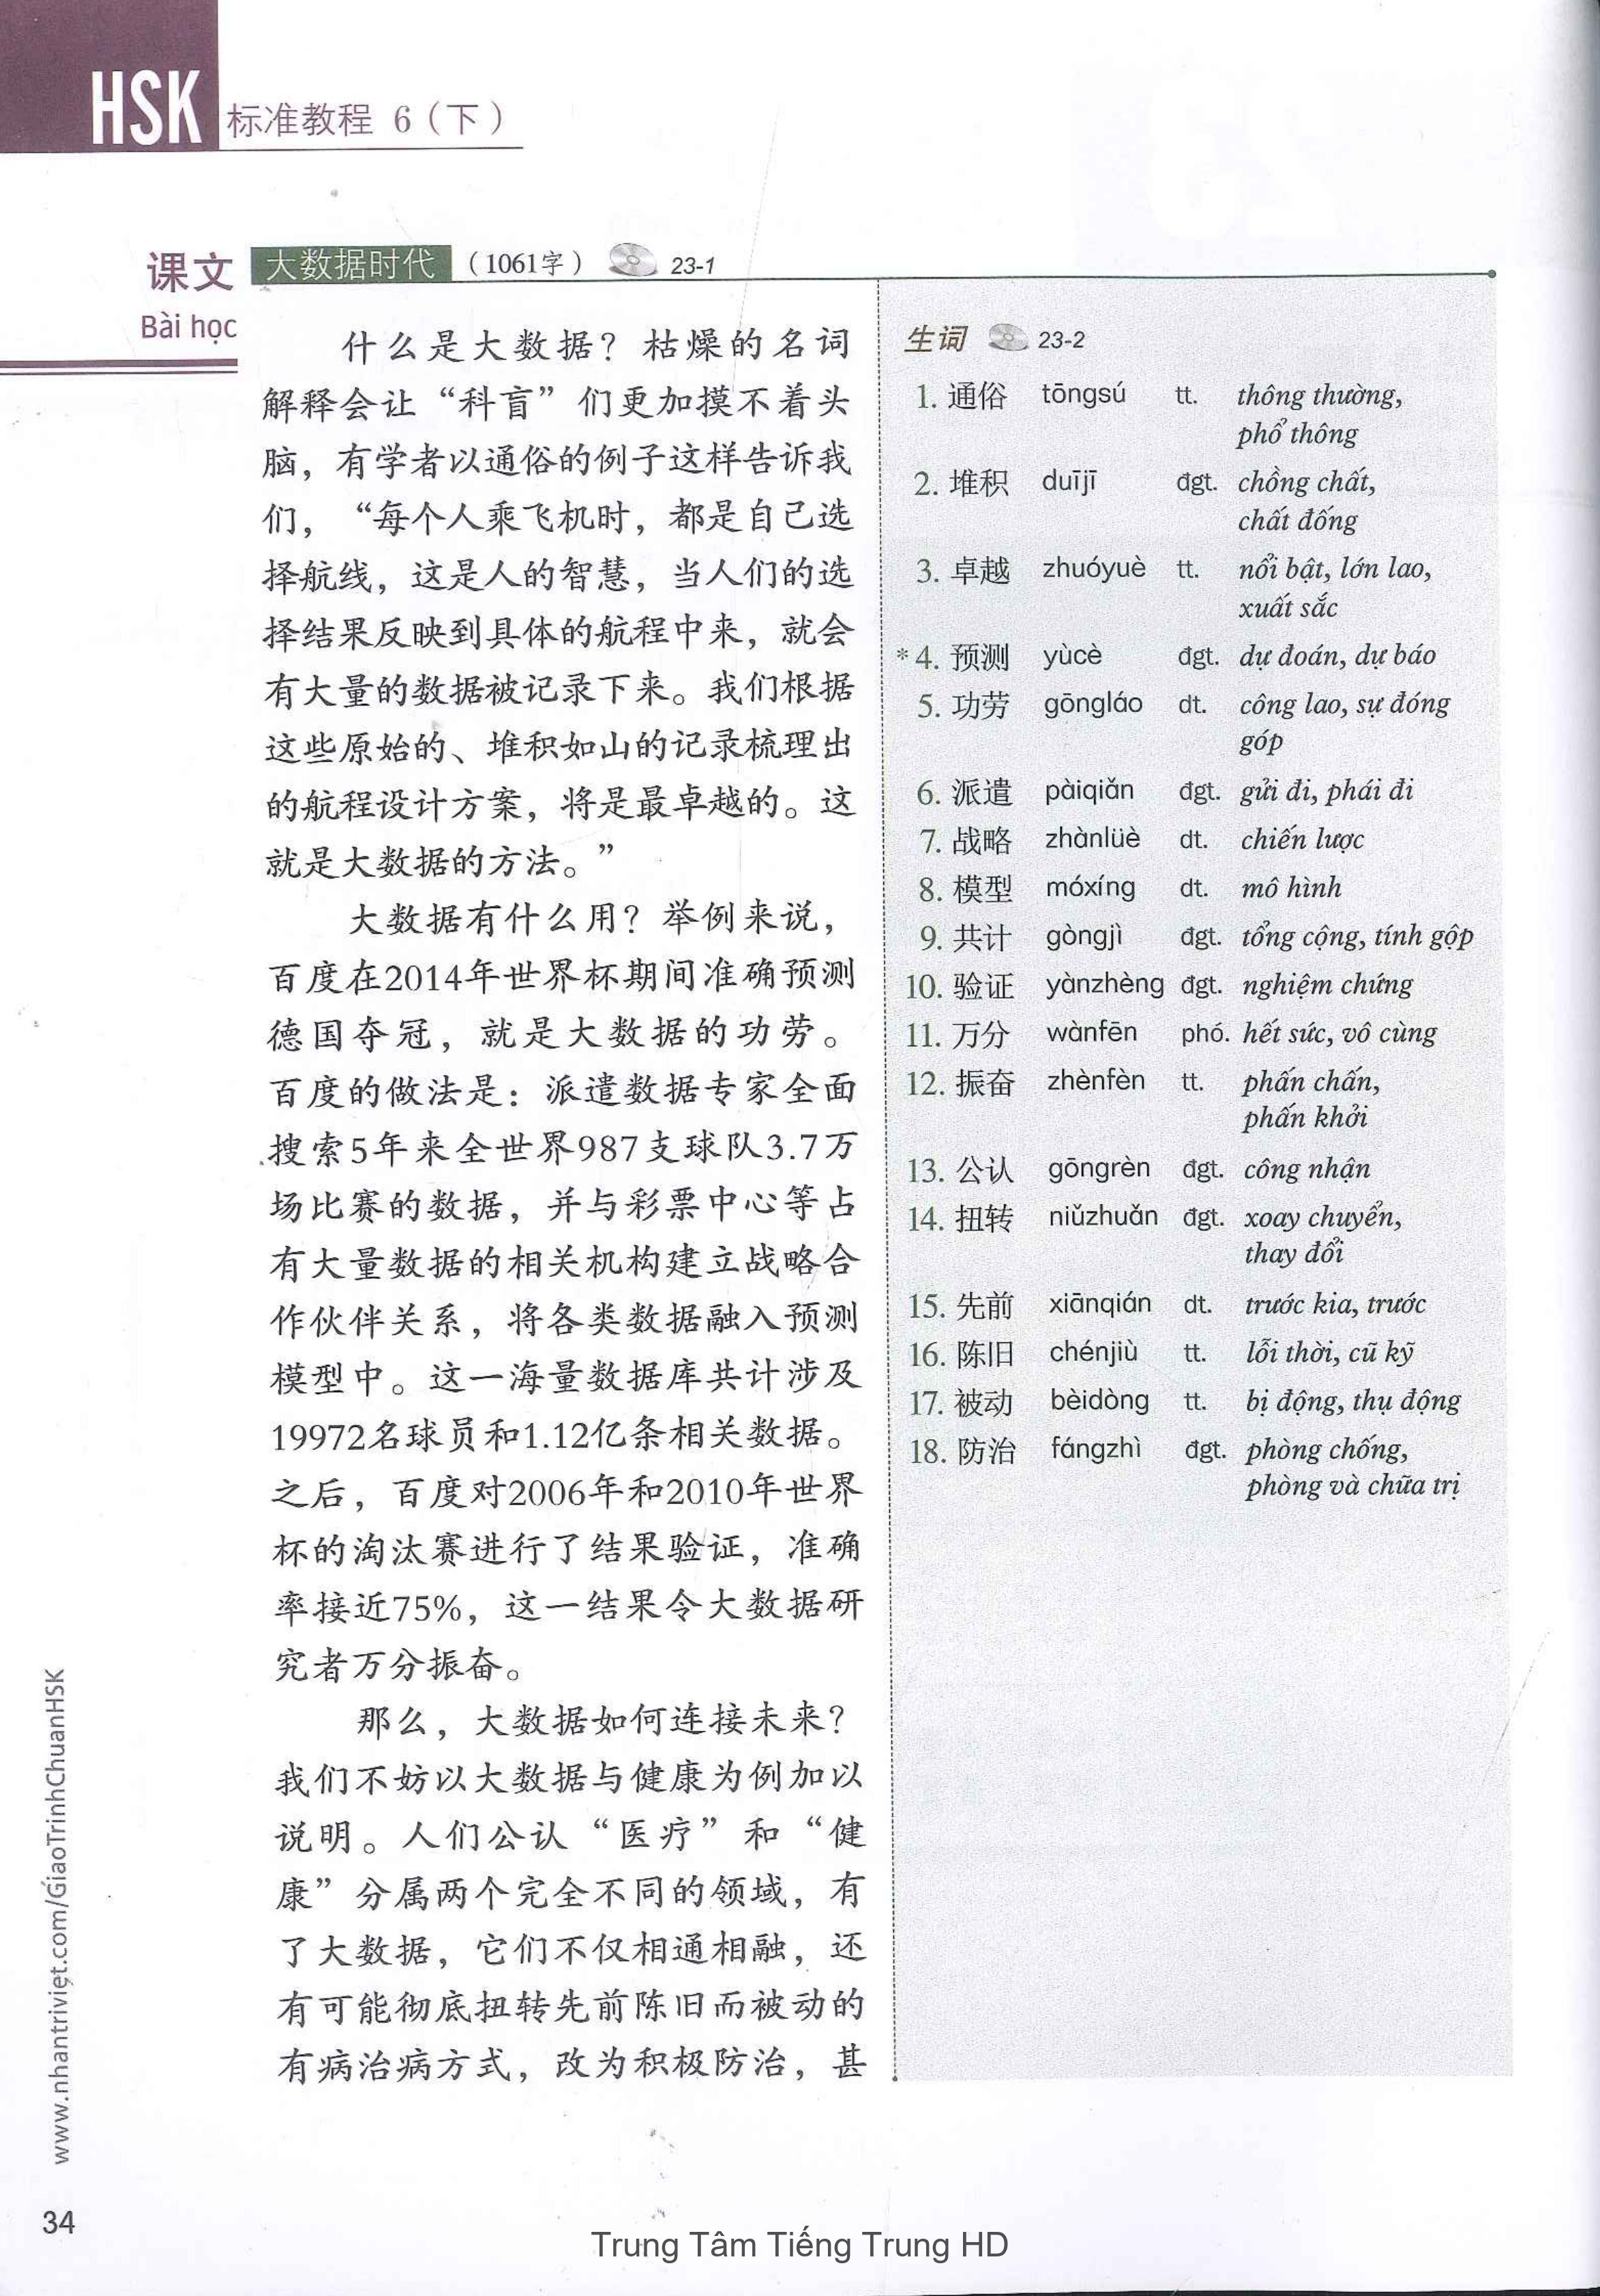 HSK 标准教程 6（下）
课文 大数据时代 （1061字） 23-1
Bài học
什么是大数据？枯燥的名词
解释会让“科盲”们更加摸不着头
脑，有学者以通俗的例子这样告诉我
们，“每个人乘飞机时，都是自己选
择航线，这是人的智慧，当人们的选
择结果反映到具体的航程中来，就会
有大量的数据被记录下来。我们根据
这些原始的、堆积如山的记录梳理出
的航程设计方案，将是最卓越的。这
就是大数据的方法。”
大数据有什么用？举例来说，
百度在2014年世界杯期间准确预测
德国夺冠，就是大数据的功劳。
百度的做法是：派遣数据专家全面
搜索5年来全世界987支球队3.7万
场比赛的数据，并与彩票中心等占
有大量数据的相关机构建立战略合
作伙伴关系，将各类数据融入预测
模型中。这一海量数据库共计涉及
19972名球员和1.12亿条相关数据。
之后，百度对2006年和2010年世界
杯的淘汰赛进行了结果验证，准确
率接近75%，这一结果令大数据研
究者万分振奋。
那么，大数据如何连接未来？
我们不妨以大数据与健康为例加以
说明。人们公认“医疗”和“健
康”分属两个完全不同的领域，有
了大数据，它们不仅相通相融，还
有可能彻底扭转先前陈旧而被动的
有病治病方式，改为积极防治，甚
生词 23-2
1. 通俗 tōngsú tt. thông thường,
phổ thông
2. 堆积 duījī đgt. chồng chất,
chất đống
3. 卓越 zhuóyuè tt. nổi bật, lớn lao,
xuất sắc
*4. 预测 yùcè đgt. dự đoán, dự báo
5. 功劳 gōngláo dt. công lao, sự đóng
góp
6. 派遣 pàiqiǎn đgt. gửi đi, phái đi
7. 战略 zhànlüè dt. chiến lược
8. 模型 móxíng dt. mô hình
9. 共计 gòngjì đgt. tổng cộng, tính gộp
10. 验证 yànzhèng đgt. nghiệm chứng
11. 万分 wànfēn phó. hết sức, vô cùng
12. 振奋 zhènfèn tt. phấn chấn,
phấn khởi
13. 公认 gōngrèn đgt. công nhận
14. 扭转 niǔzhuǎn đgt. xoay chuyển,
thay đổi
15. 先前 xiānqián dt. trước kia, trước
16. 陈旧 chénjiù tt. lỗi thời, cũ kỹ
17. 被动 bèidòng tt. bị động, thụ động
18. 防治 fángzhì đgt. phòng chống,
phòng và chữa trị
www.nhantriviet.com/GiaoTrinhChuanHSK
34
Trung Tâm Tiếng Trung HD